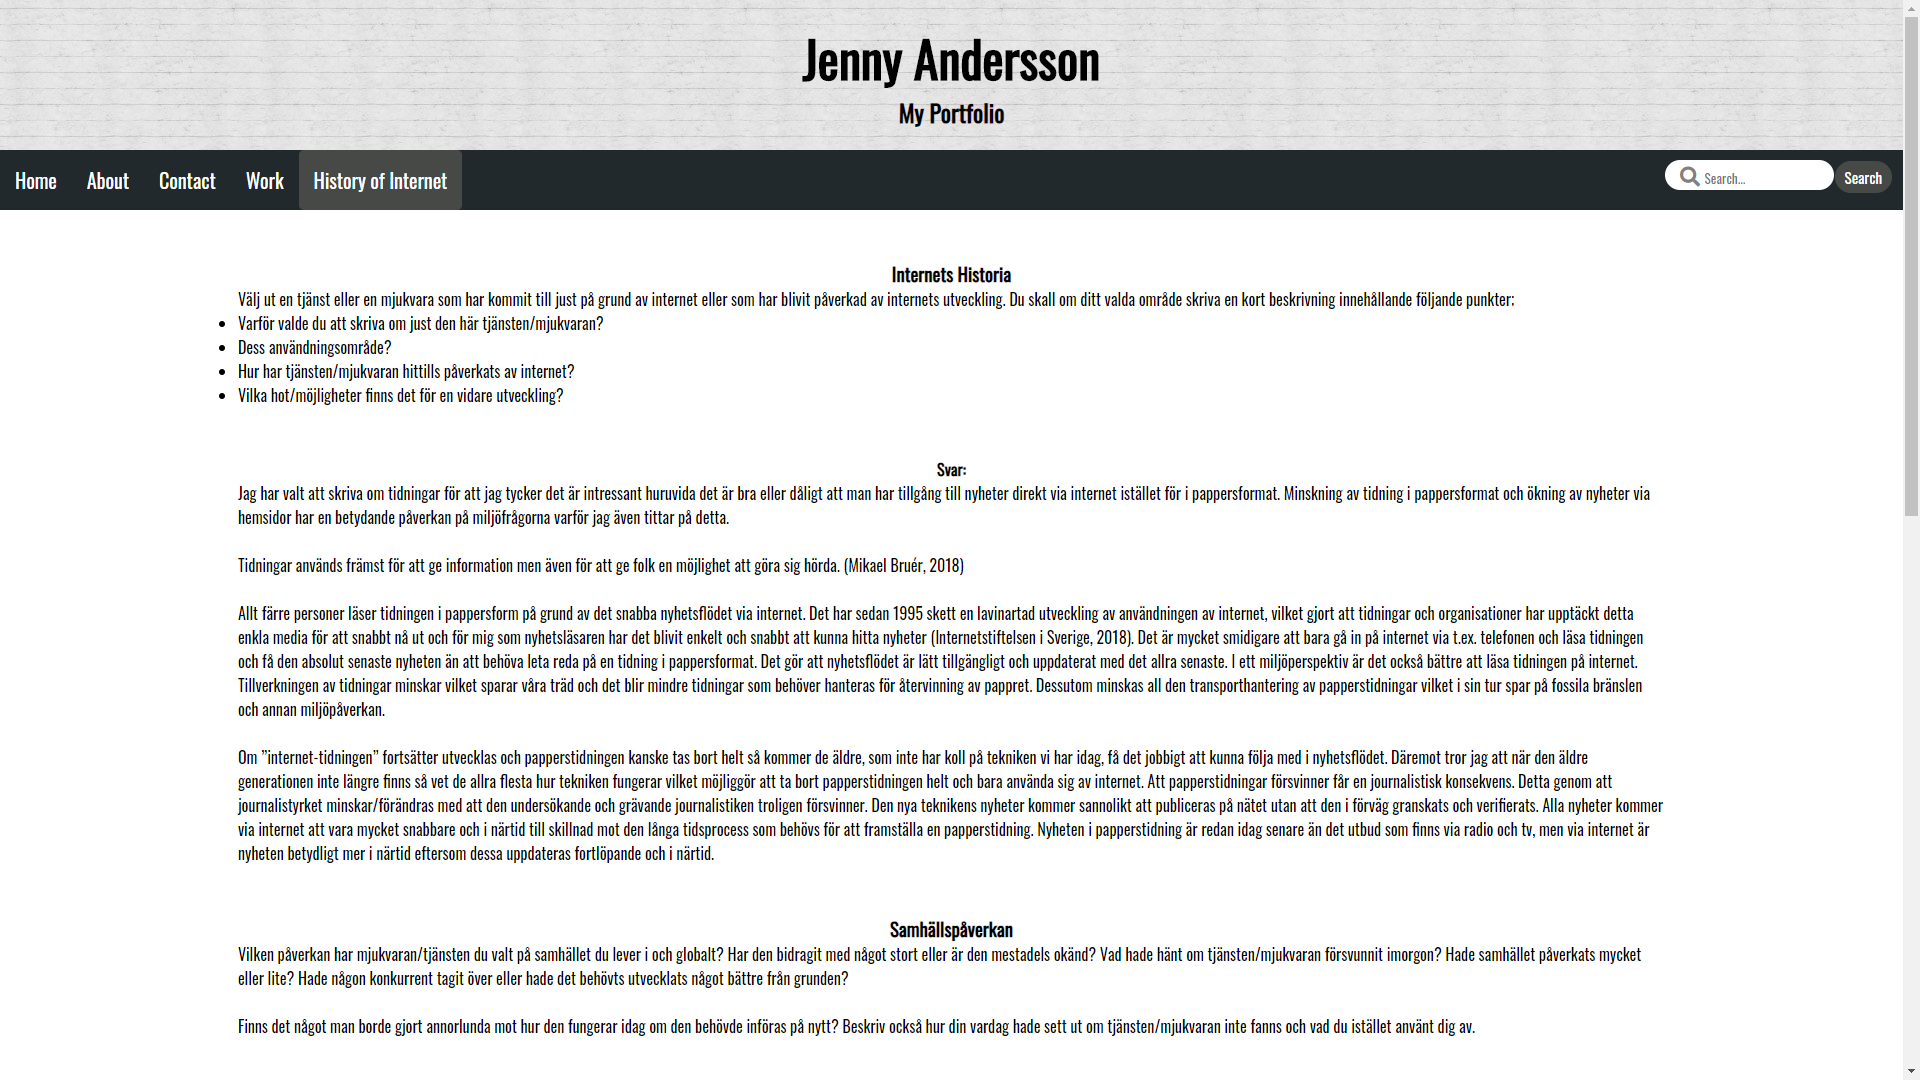 Jenny Andersson
My Portfolio
Home About Contact Work History of Internet Search... Search
Internets Historia
Välj ut en tjänst eller en mjukvara som har kommit till just på grund av internet eller som har blivit påverkad av internets utveckling. Du skall om ditt valda område skriva en kort beskrivning innehållande följande punkter;
• Varför valde du att skriva om just den här tjänsten/mjukvaran?
• Dess användningsområde?
• Hur har tjänsten/mjukvaran hittills påverkats av internet?
• Vilka hot/möjligheter finns det för en vidare utveckling?
Svar:
Jag har valt att skriva om tidningar för att jag tycker det är intressant huruvida det är bra eller dåligt att man har tillgång till nyheter direkt via internet istället för i pappersformat. Minskning av tidning i pappersformat och ökning av nyheter via
hemsidor har en betydande påverkan på miljöfrågorna varför jag även tittar på detta.
Tidningar används främst för att ge information men även för att ge folk en möjlighet att göra sig hörda. (Mikael Bruér, 2018)
Allt färre personer läser tidningen i pappersform på grund av det snabba nyhetsflödet via internet. Det har sedan 1995 skett en lavinartad utveckling av användningen av internet, vilket gjort att tidningar och organisationer har upptäckt detta
enkla media för att snabbt nå ut och för mig som nyhetsläsaren har det blivit enkelt och snabbt att kunna hitta nyheter (Internetstiftelsen i Sverige, 2018). Det är mycket smidigare att bara gå in på internet via t.ex. telefonen och läsa tidningen
och få den absolut senaste nyheten än att behöva leta reda på en tidning i pappersformat. Det gör att nyhetsflödet är lätt tillgängligt och uppdaterat med det allra senaste. I ett miljöperspektiv är det också bättre att läsa tidningen på internet.
Tillverkningen av tidningar minskar vilket sparar våra träd och det blir mindre tidningar som behöver hanteras för återvinning av pappret. Dessutom minskas all den transporthantering av papperstidningar vilket i sin tur spar på fossila bränslen
och annan miljöpåverkan.
Om ”internet-tidningen” fortsätter utvecklas och papperstidningen kanske tas bort helt så kommer de äldre, som inte har koll på tekniken vi har idag, få det jobbigt att kunna följa med i nyhetsflödet. Däremot tror jag att när den äldre
generationen inte längre finns så vet de allra flesta hur tekniken fungerar vilket möjliggör att ta bort papperstidningen helt och bara använda sig av internet. Att papperstidningar försvinner får en journalistisk konsekvens. Detta genom att
journalistyrket minskar/förändras med att den undersökande och grävande journalistiken troligen försvinner. Den nya teknikens nyheter kommer sannolikt att publiceras på nätet utan att den i förväg granskats och verifierats. Alla nyheter kommer
via internet att vara mycket snabbare och i närtid till skillnad mot den långa tidsprocess som behövs för att framställa en papperstidning. Nyheten i papperstidning är redan idag senare än det utbud som finns via radio och tv, men via internet är
nyheten betydligt mer i närtid eftersom dessa uppdateras fortlöpande och i närtid.
Samhällspåverkan
Vilken påverkan har mjukvaran/tjänsten du valt på samhället du lever i och globalt? Har den bidragit med något stort eller är den mestadels okänd? Vad hade hänt om tjänsten/mjukvaran försvunnit imorgon? Hade samhället påverkats mycket
eller lite? Hade någon konkurrent tagit över eller hade det behövts utvecklats något bättre från grunden?
Finns det något man borde gjort annorlunda mot hur den fungerar idag om den behövde införas på nytt? Beskriv också hur din vardag hade sett ut om tjänsten/mjukvaran inte fanns och vad du istället använt dig av.